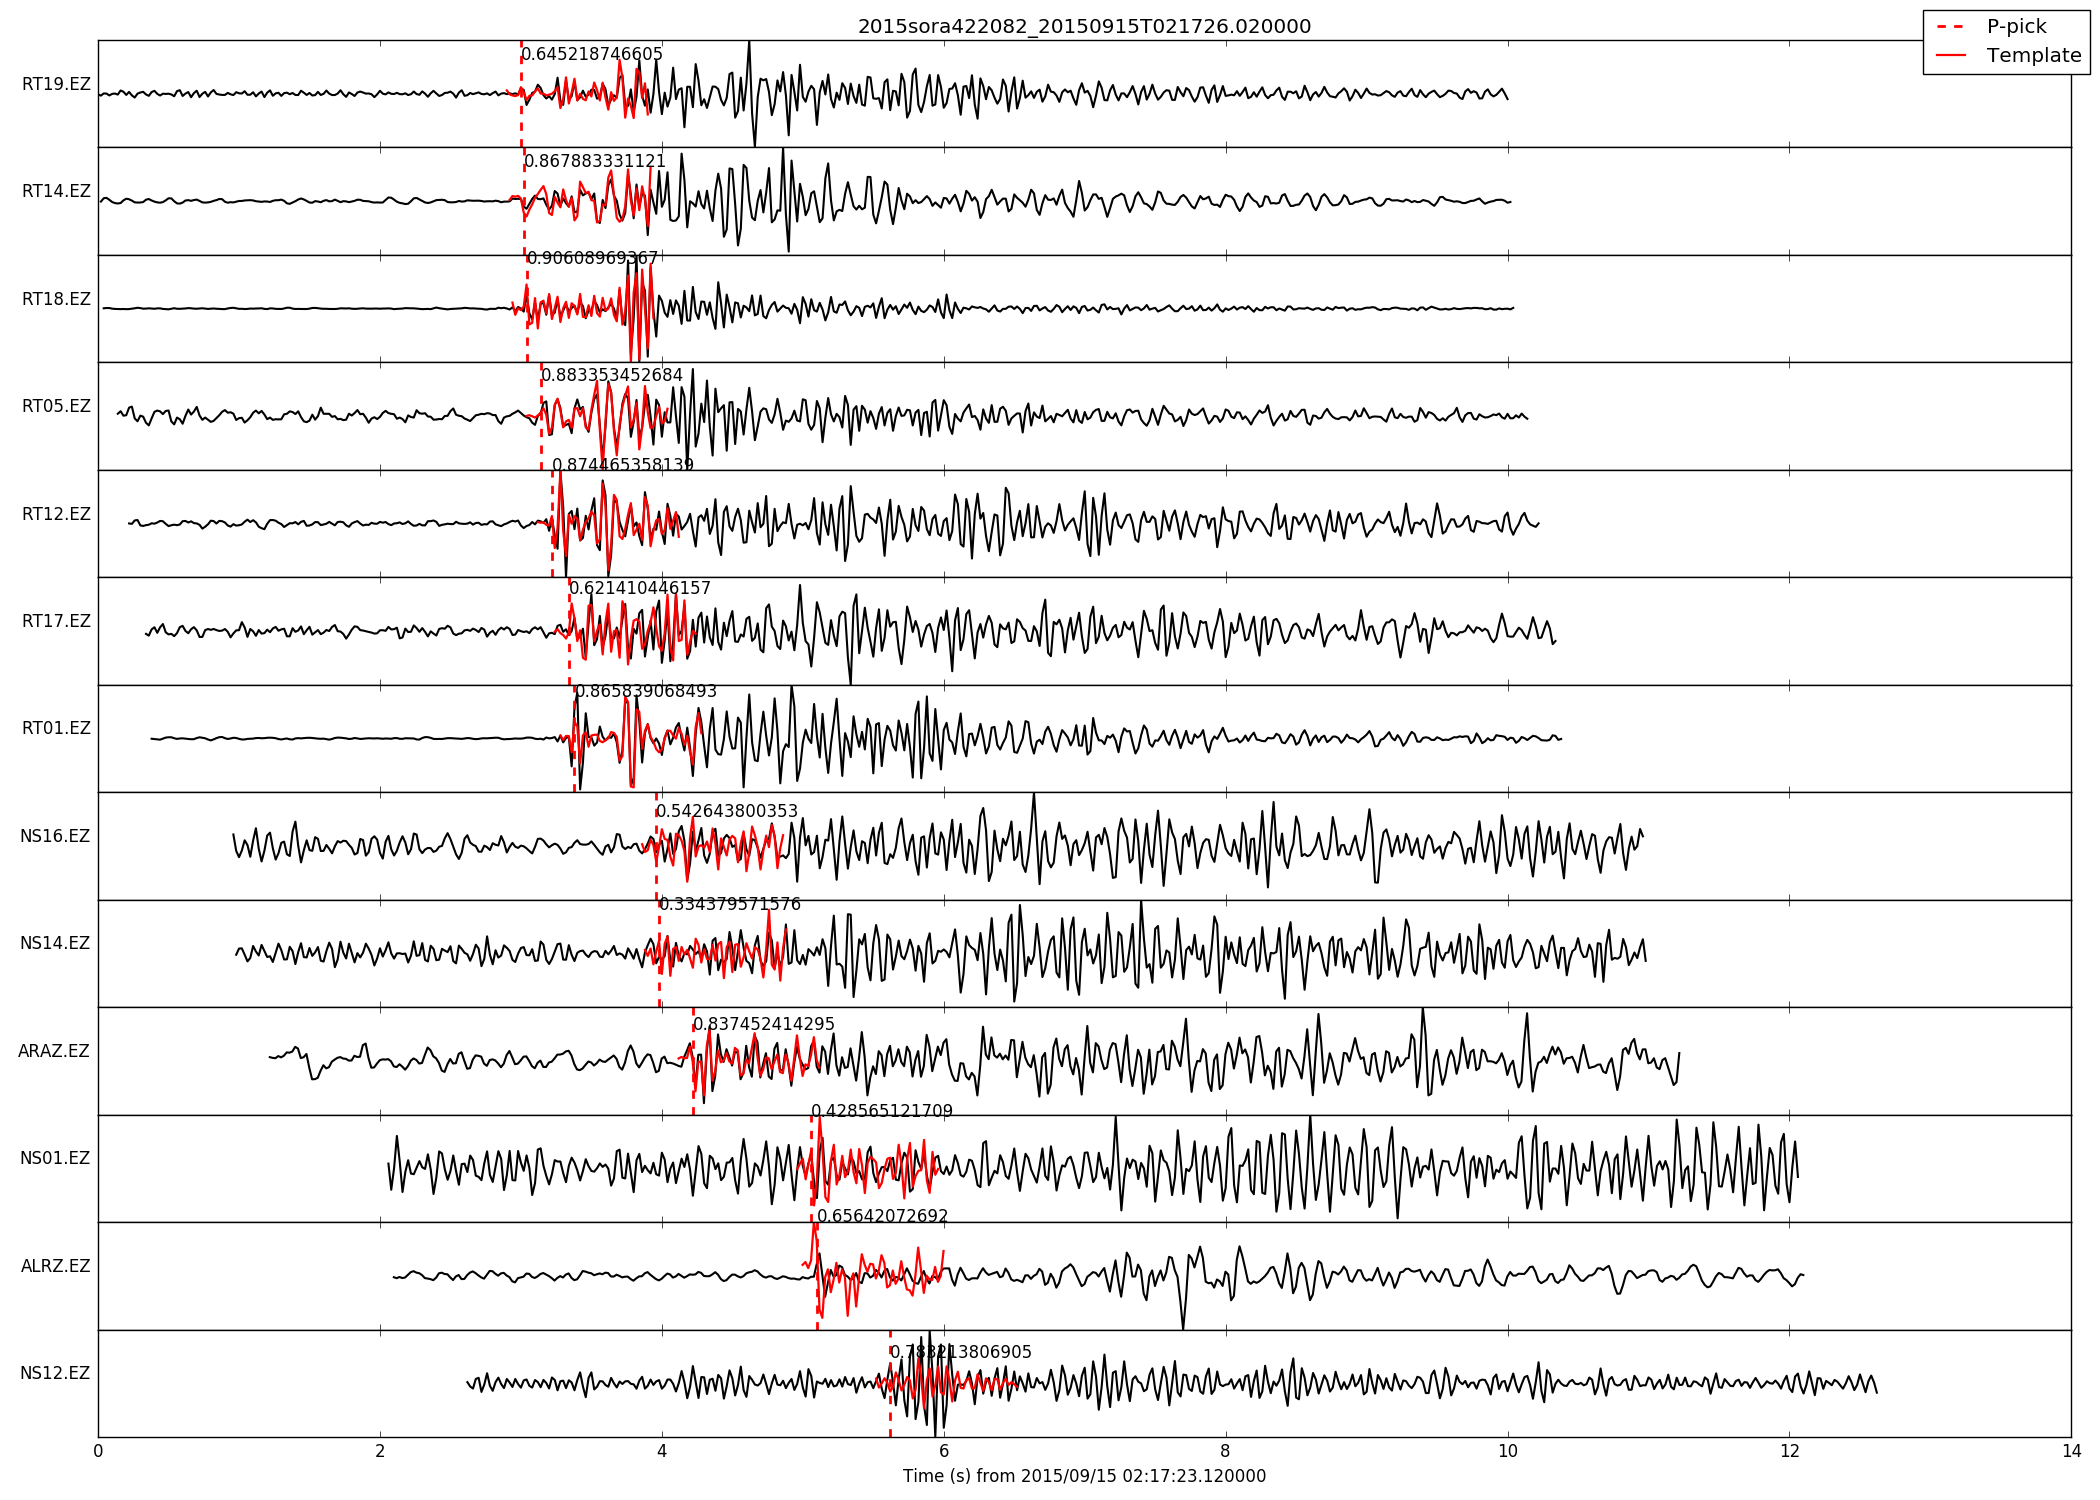 2015sora422082_20150915T021726.020000
P-pick
Template
RT19.EZ
0.645218746605
RT14.EZ
0.867883331121
RT18.EZ
0.90608969367
RT05.EZ
0.883353452684
RT12.EZ
0.874465358139
RT17.EZ
0.621410446157
RT01.EZ
0.865839068493
NS16.EZ
0.542643800353
NS14.EZ
0.334379571576
ARAZ.EZ
0.837452414295
NS01.EZ
0.428565121709
ALRZ.EZ
0.65642072692
NS12.EZ
0.783213806905
0 2 4 6 8 10 12 14
Time (s) from 2015/09/15 02:17:23.120000